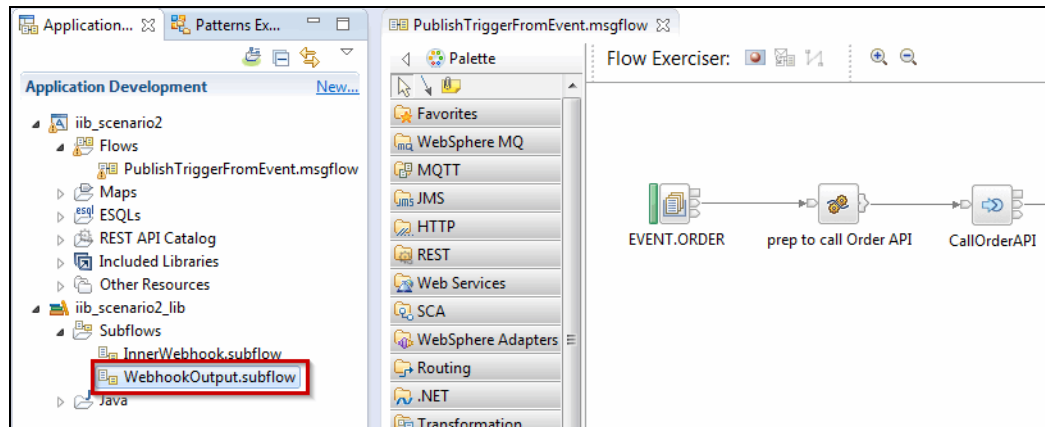 Application...
Patterns Ex...
Application Development
New...
iib_scenario2
Flows
PublishTriggerFromEvent.msgflow
Maps
esql ESQLs
REST API Catalog
Included Libraries
Other Resources
iib_scenario2_lib
Subflows
InnerWebhook.subflow
WebhookOutput.subflow
Java
PublishTriggerFromEvent.msgflow
Palette
Favorites
WebSphere MQ
MQTT
JMS
HTTP
REST
Web Services
SCA
WebSphere Adapters
Routing
.NET
Transformation
Flow Exerciser:
EVENT.ORDER
prep to call Order API
CallOrderAPI